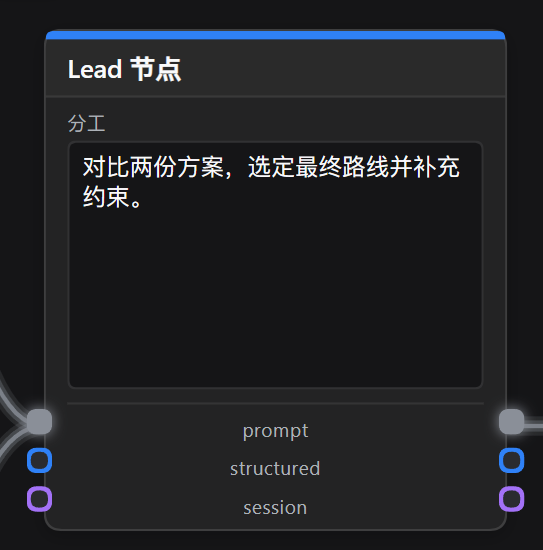 Lead 节点
分工
对比两份方案，选定最终路线并补充
约束。
prompt
structured
session